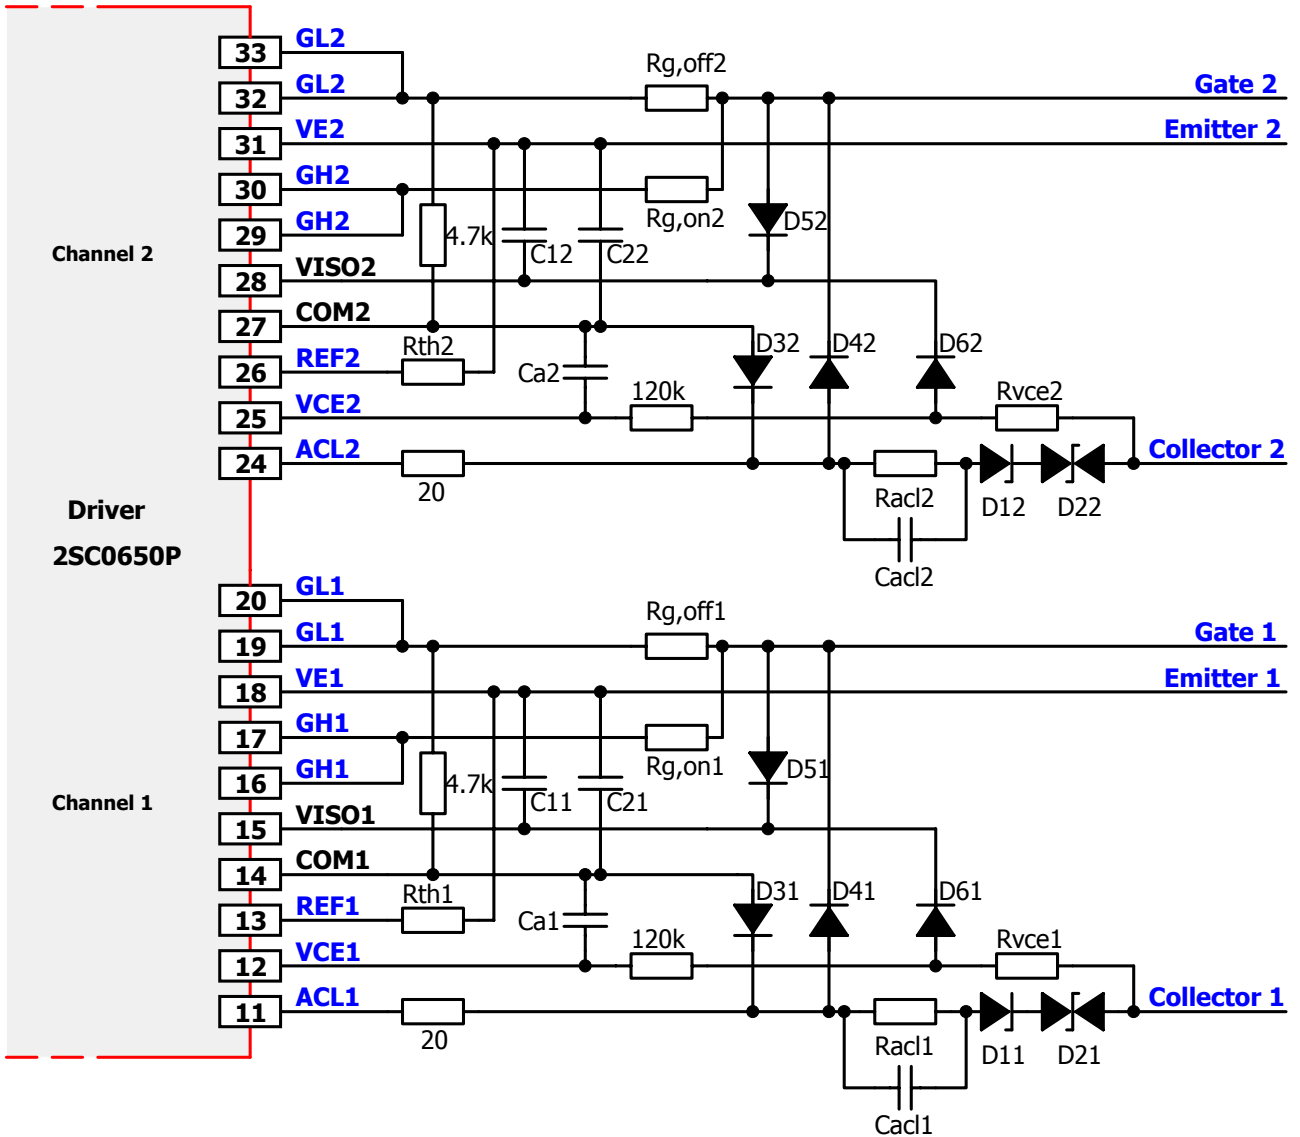 GL2
33
Rg,off2
GL2
Gate 2
32
VE2
Emitter 2
31
GH2
30
Rg,on2
GH2
29
4.7k
C12
C22
D52
Channel 2
VISO2
28
COM2
27
Rth2
D32
D42
D62
REF2
26
Ca2
120k
Rvce2
VCE2
25
ACL2
Collector 2
24
20
Racl2
D12
D22
Driver
2SC0650P
Cacl2
GL1
20
Rg,off1
GL1
Gate 1
19
VE1
Emitter 1
18
GH1
17
Rg,on1
GH1
16
4.7k
C11
C21
D51
Channel 1
VISO1
15
COM1
14
Rth1
D31
D41
D61
REF1
13
Ca1
120k
Rvce1
VCE1
12
ACL1
Collector 1
11
20
Racl1
D11
D21
Cacl1